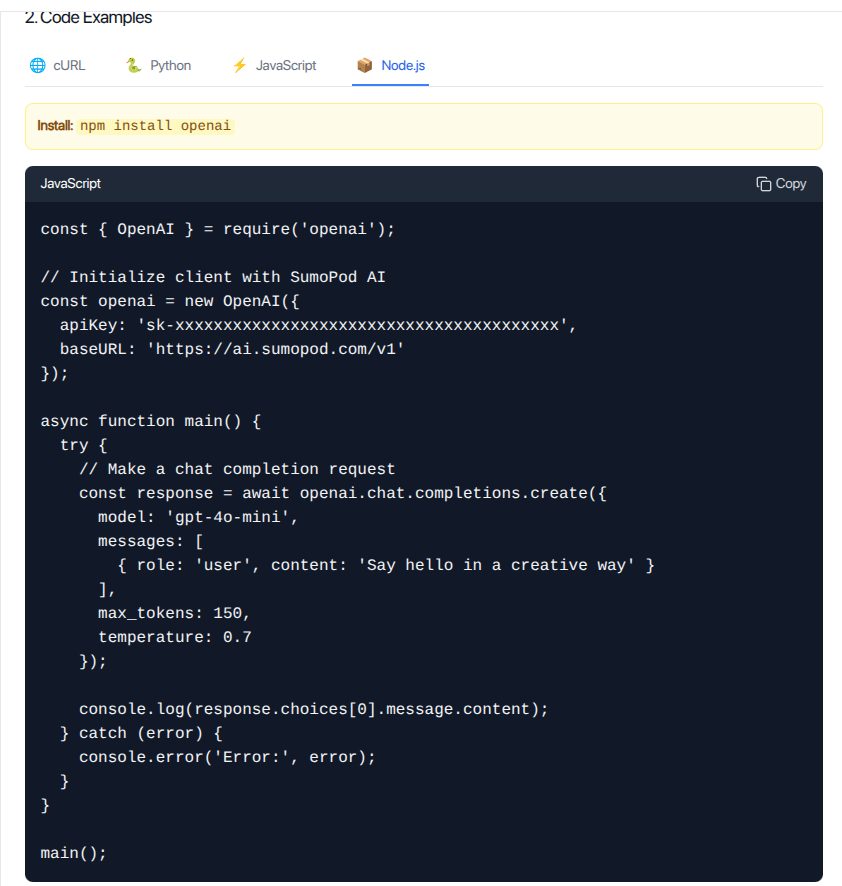 2. Code Examples
🌐 cURL 🐍 Python ⚡ JavaScript 📦 Node.js
Install: npm install openai
JavaScript Copy
const { OpenAI } = require('openai');

// Initialize client with SumoPod AI
const openai = new OpenAI({
  apiKey: 'sk-xxxxxxxxxxxxxxxxxxxxxxxxxxxxxxxxxxxxxxxx',
  baseURL: 'https://ai.sumopod.com/v1'
});

async function main() {
  try {
    // Make a chat completion request
    const response = await openai.chat.completions.create({
      model: 'gpt-4o-mini',
      messages: [
        { role: 'user', content: 'Say hello in a creative way' }
      ],
      max_tokens: 150,
      temperature: 0.7
    });

    console.log(response.choices[0].message.content);
  } catch (error) {
    console.error('Error:', error);
  }
}

main();